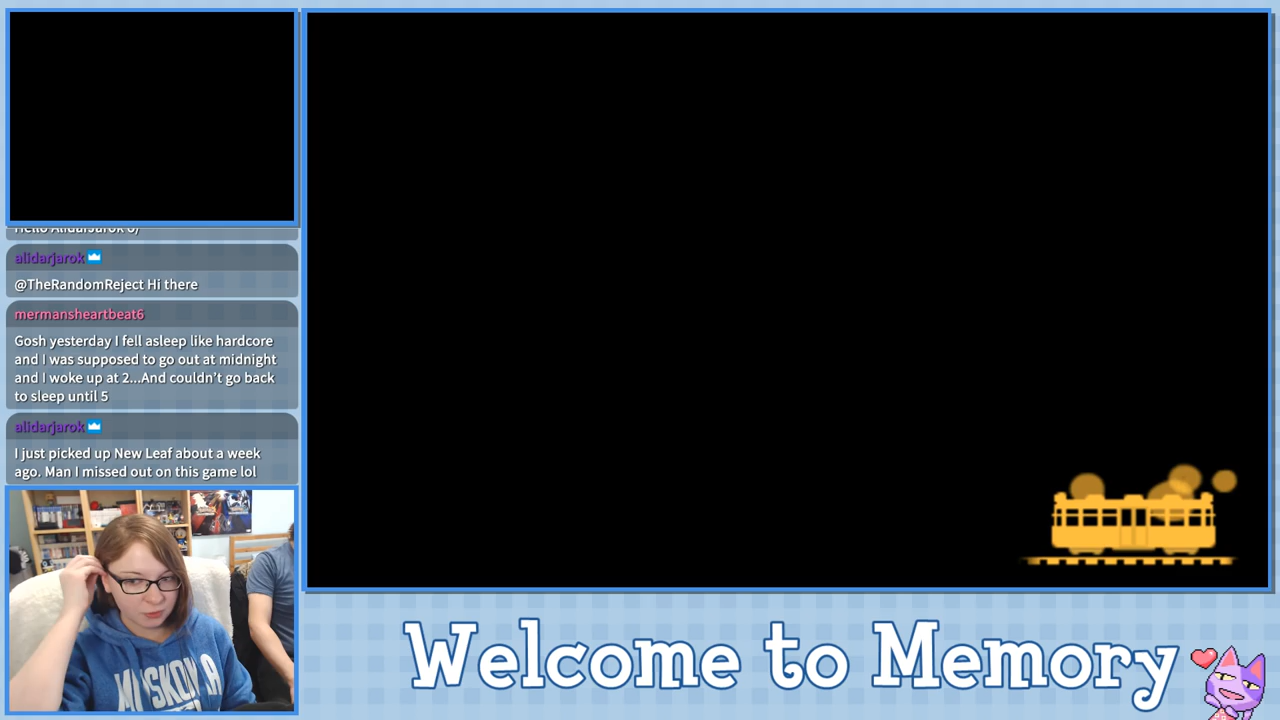 Hello AlidarJarok o/
alidarjarok
@TheRandomReject Hi there
mermansheartbeat6
Gosh yesterday I fell asleep like hardcore
and I was supposed to go out at midnight
and I woke up at 2...And couldn't go back
to sleep until 5
alidarjarok
I just picked up New Leaf about a week
ago. Man I missed out on this game lol
Welcome to Memory